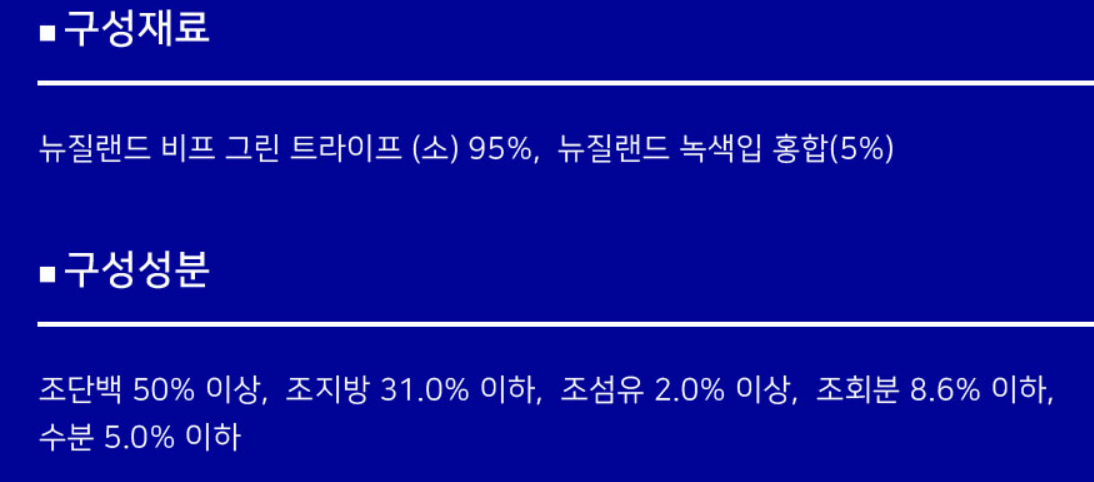 ▪구성재료
뉴질랜드 비프 그린 트라이프 (소) 95%, 뉴질랜드 녹색입 홍합(5%)
▪구성성분
조단백 50% 이상, 조지방 31.0% 이하, 조섬유 2.0% 이상, 조회분 8.6% 이하,
수분 5.0% 이하